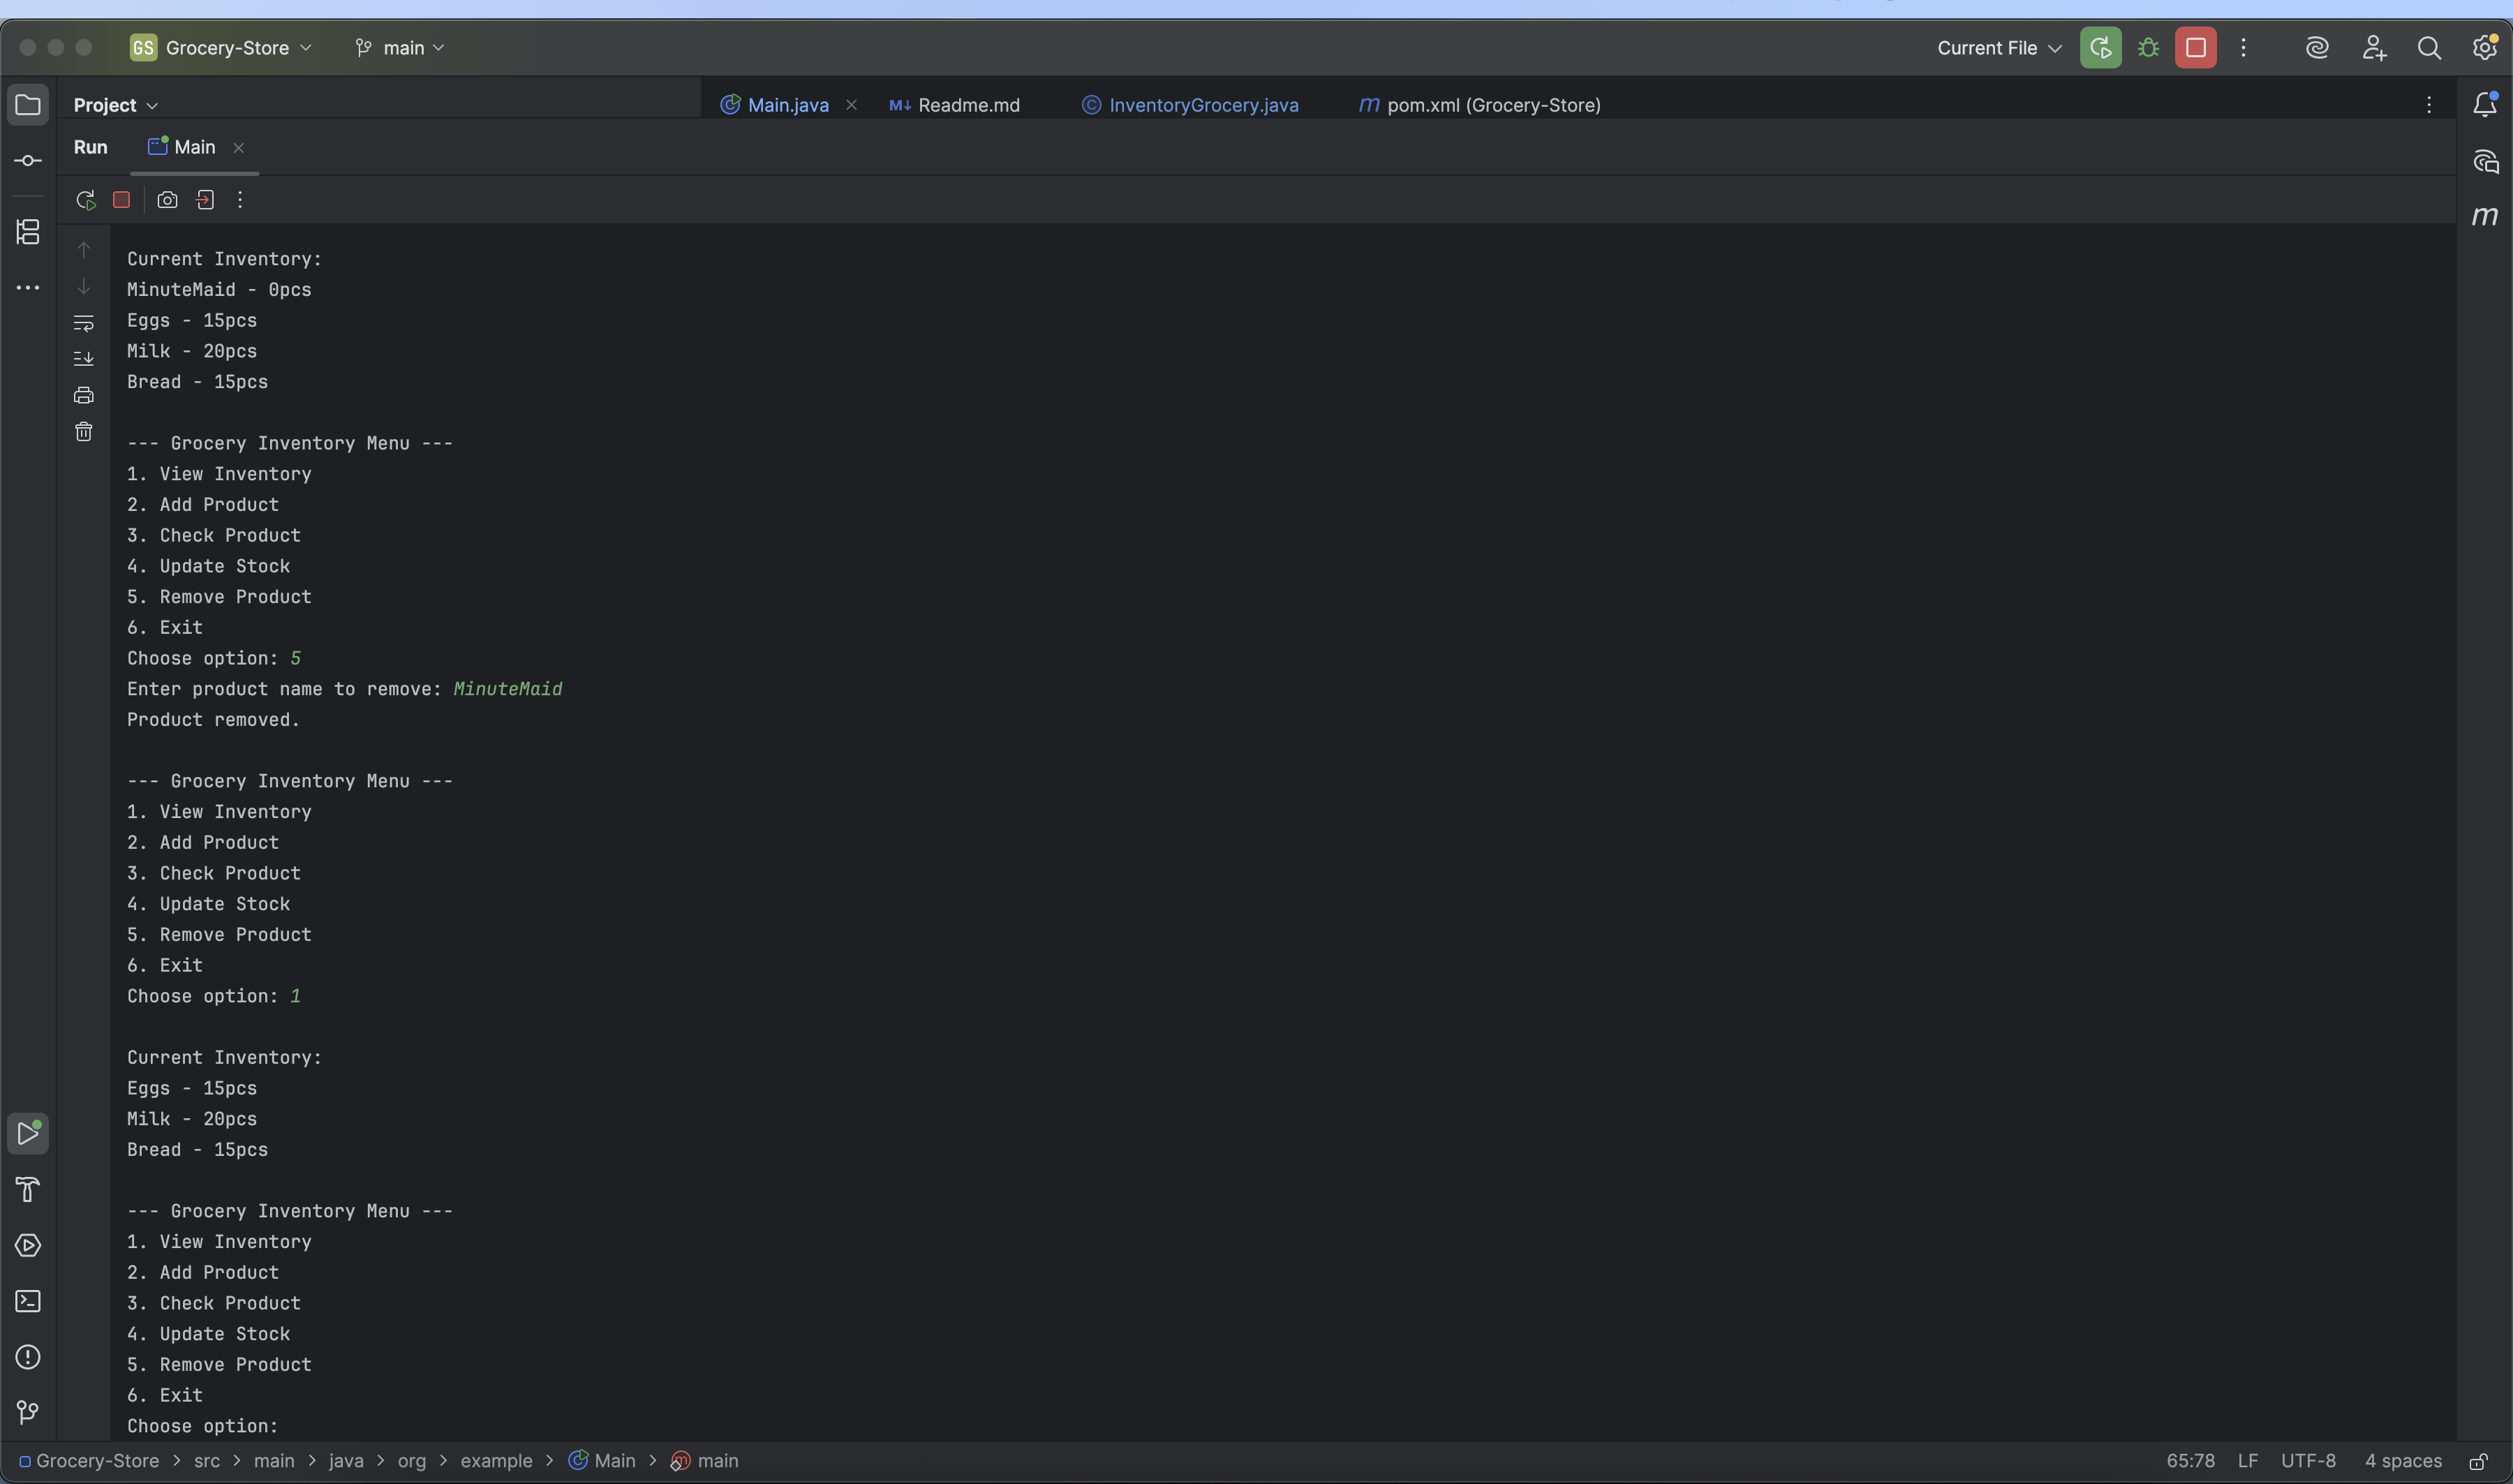 GS Grocery-Store main Current File
Project Main.java M↓ Readme.md C InventoryGrocery.java m pom.xml (Grocery-Store)
Run Main
m
Current Inventory:
MinuteMaid - 0pcs
Eggs - 15pcs
Milk - 20pcs
Bread - 15pcs
--- Grocery Inventory Menu ---
1. View Inventory
2. Add Product
3. Check Product
4. Update Stock
5. Remove Product
6. Exit
Choose option: 5
Enter product name to remove: MinuteMaid
Product removed.
--- Grocery Inventory Menu ---
1. View Inventory
2. Add Product
3. Check Product
4. Update Stock
5. Remove Product
6. Exit
Choose option: 1
Current Inventory:
Eggs - 15pcs
Milk - 20pcs
Bread - 15pcs
--- Grocery Inventory Menu ---
1. View Inventory
2. Add Product
3. Check Product
4. Update Stock
5. Remove Product
6. Exit
Choose option:
Grocery-Store > src > main > java > org > example > Main > main 65:78 LF UTF-8 4 spaces